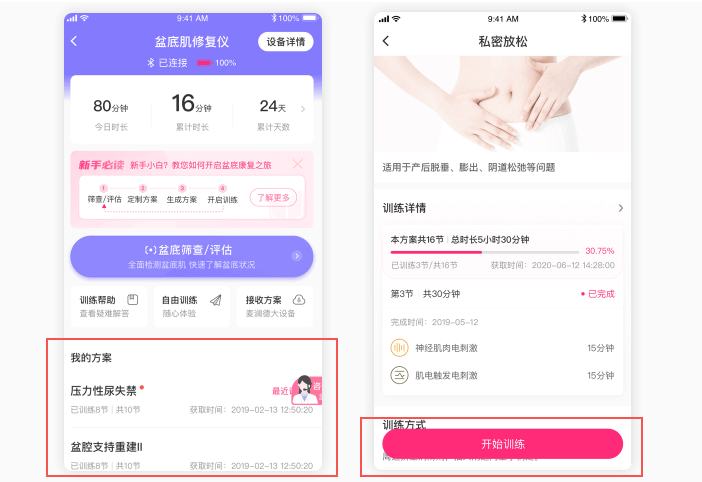 9:41 AM
100%
盆底肌修复仪
设备详情
已连接
100%
80分钟
16分钟
24天
今日时长
累计时长
累计天数
新手必读 新手小白？教您如何开启盆底康复之旅
1 2 3 4
筛查/评估 定制方案 生成方案 开启训练
了解更多
盆底筛查/评估
全面检测盆底肌 快速了解盆底状况
训练帮助
查看疑难解答
自由训练
随心体验
接收方案
麦澜德大设备
我的方案
压力性尿失禁
最近
咨
已训练8节 | 共10节
获取时间：2019-02-13 12:50:20
盆腔支持重建II
已训练8节 | 共10节
获取时间：2019-02-13 12:50:20
9:41 AM
100%
私密放松
适用于产后脱垂、膨出、阴道松弛等问题
训练详情
本方案共16节 | 总时长5小时30分钟
30.75%
已训练3节/共16节
获取时间：2020-06-12 14:28:00
第3节 共30分钟
已完成
完成时间：2019-05-12
神经肌肉电刺激
15分钟
肌电触发电刺激
15分钟
训练方式
开始训练